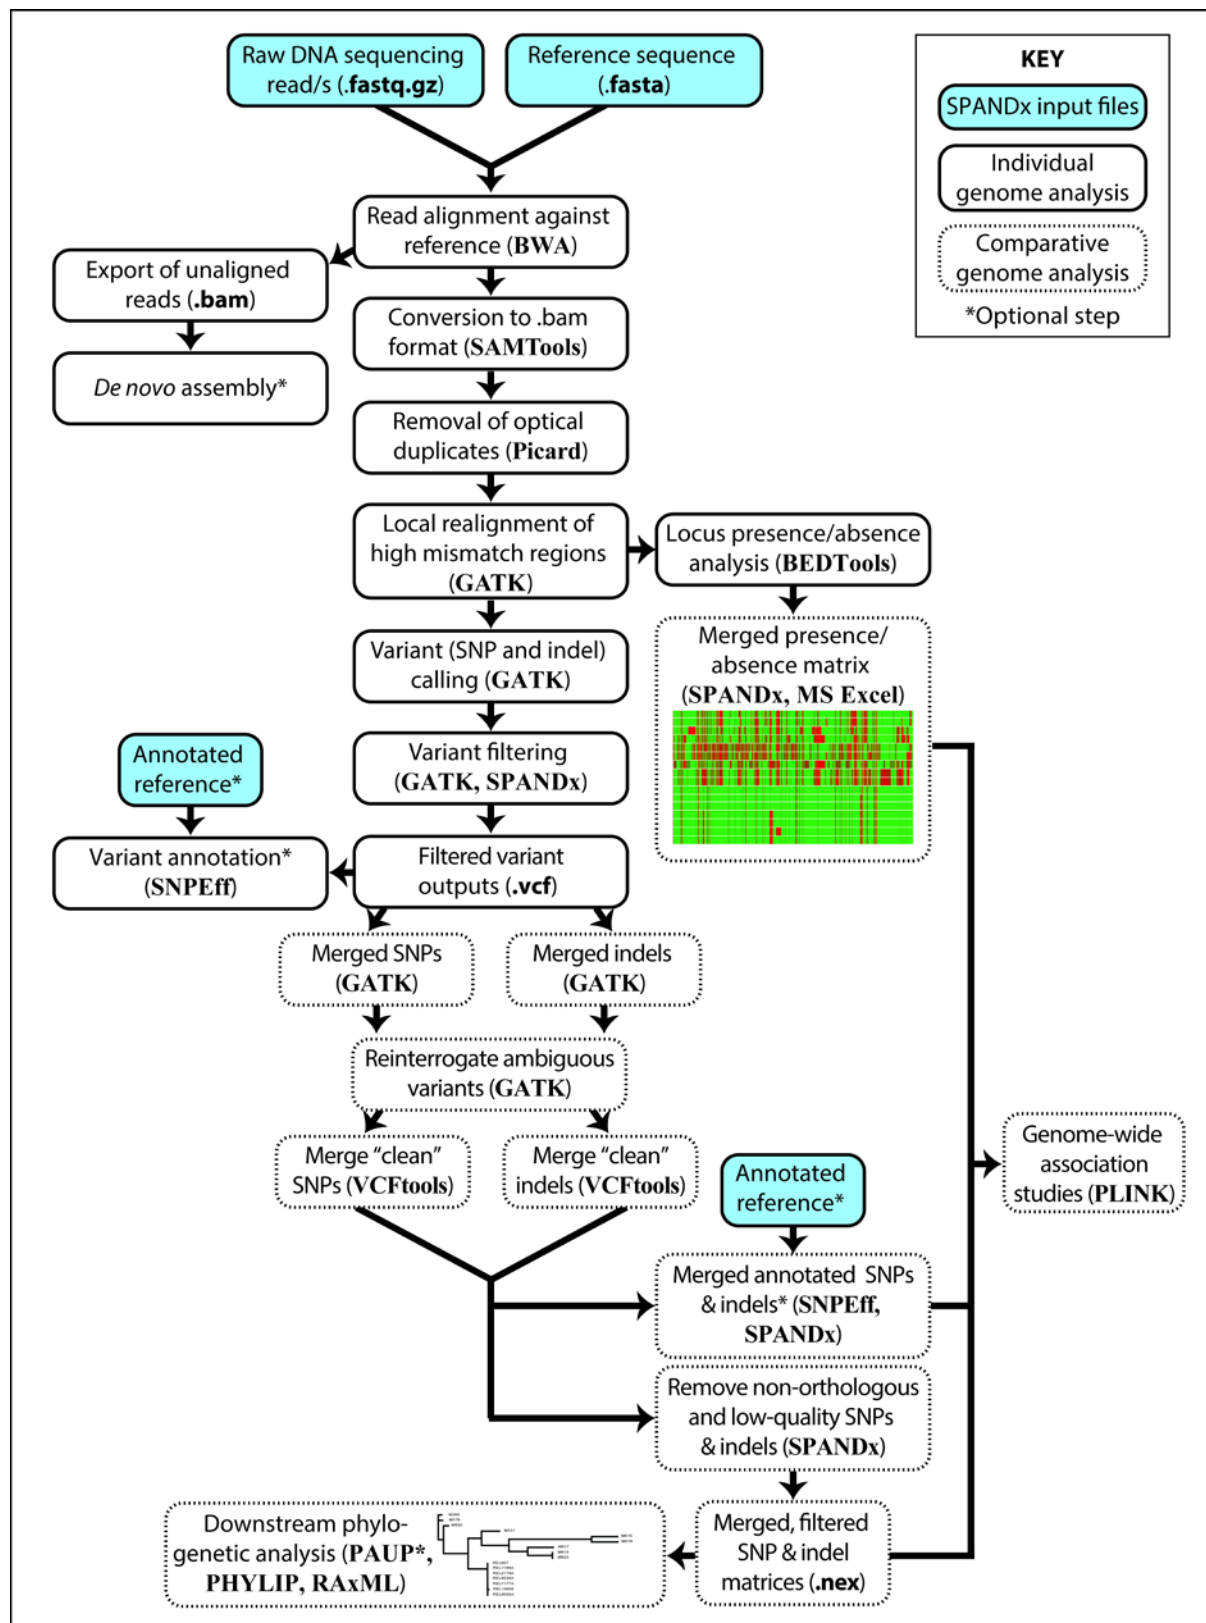 Raw DNA sequencing
read/s (.fastq.gz)
Reference sequence
(.fasta)
KEY
SPANDx input files
Individual
genome analysis
Comparative
genome analysis
*Optional step
Read alignment against
reference (BWA)
Export of unaligned
reads (.bam)
De novo assembly*
Conversion to .bam
format (SAMTools)
Removal of optical
duplicates (Picard)
Local realignment of
high mismatch regions
(GATK)
Locus presence/absence
analysis (BEDTools)
Merged presence/
absence matrix
(SPANDx, MS Excel)
Variant (SNP and indel)
calling (GATK)
Variant filtering
(GATK, SPANDx)
Annotated
reference*
Variant annotation*
(SNPEff)
Filtered variant
outputs (.vcf)
Merged SNPs
(GATK)
Merged indels
(GATK)
Reinterrogate ambiguous
variants (GATK)
Merge “clean”
SNPs (VCFtools)
Merge “clean”
indels (VCFtools)
Annotated
reference*
Genome-wide
association
studies (PLINK)
Merged annotated SNPs
& indels* (SNPEff,
SPANDx)
Remove non-orthologous
and low-quality SNPs
& indels (SPANDx)
Merged, filtered
SNP & indel
matrices (.nex)
Downstream phylo-
genetic analysis (PAUP*,
PHYLIP, RAxML)